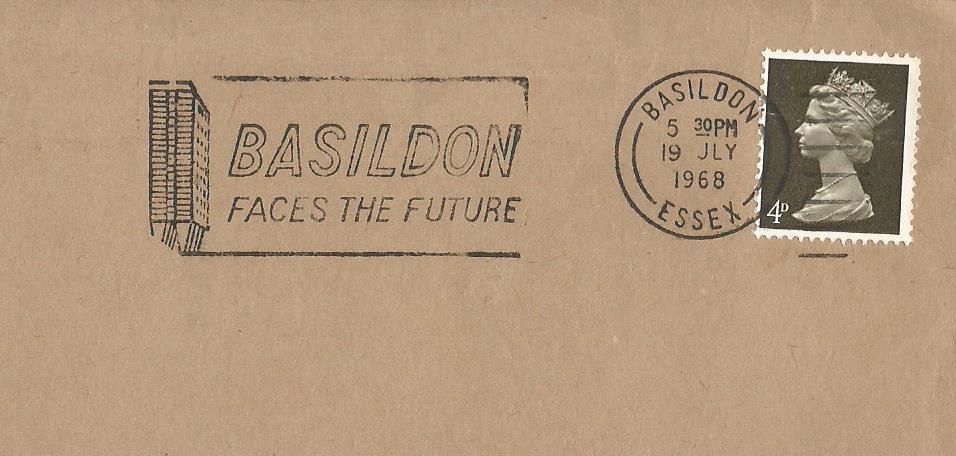 BASILDON
FACES THE FUTURE
BASILDON
5 30PM
19 JLY
1968
ESSEX
4D